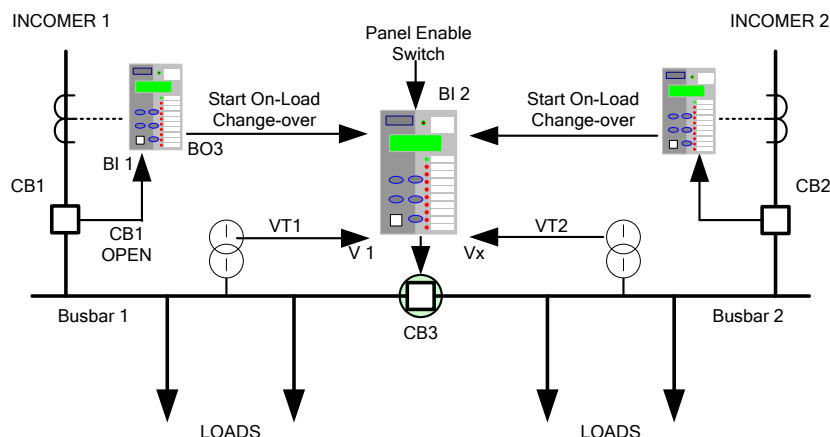 INCOMER 1
INCOMER 2
Panel Enable
Switch
BI 2
Start On-Load
Change-over
Start On-Load
Change-over
BI 1
BO3
CB1
CB2
CB1
OPEN
VT1
V 1
Vx
VT2
Busbar 1
CB3
Busbar 2
LOADS
LOADS